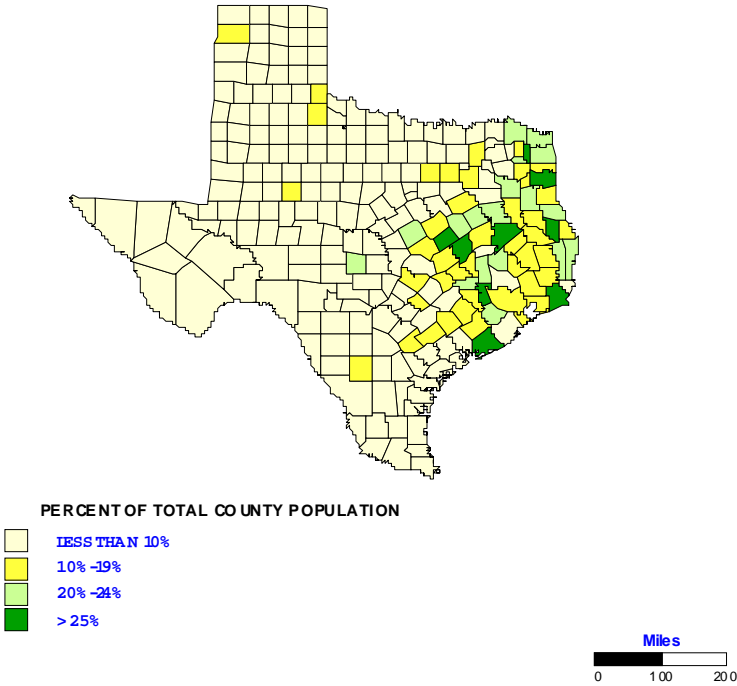 PERCENT OF TOTAL COUNTY POPULATION
LESS THAN 10%
10% -19%
20% -24%
> 25%
Miles
0 100 200